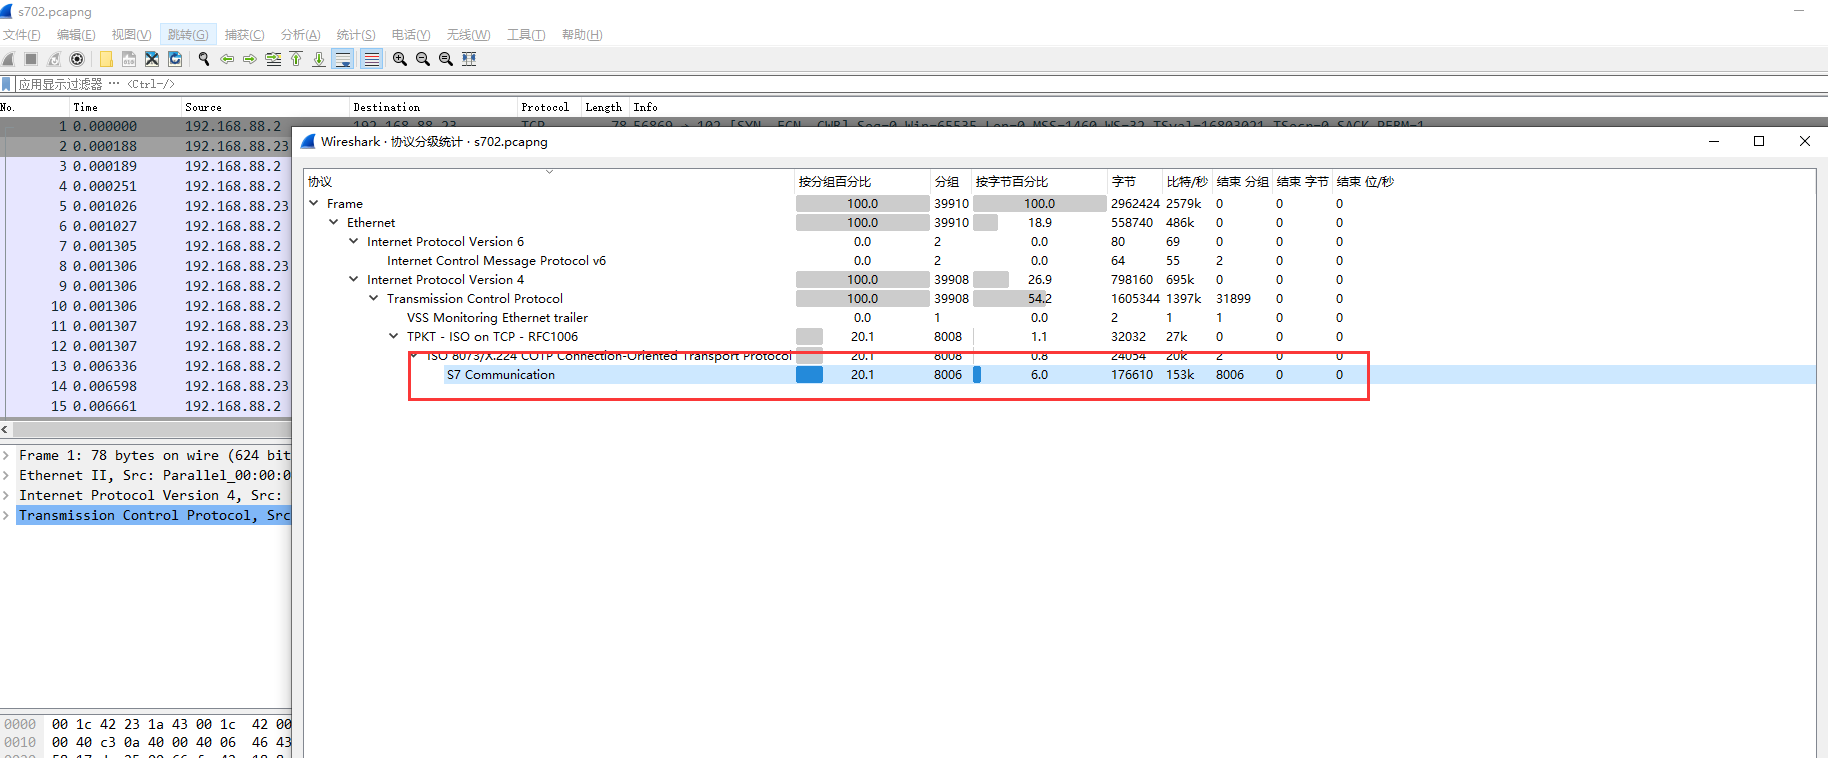 s702.pcapng
文件(F) 编辑(E) 视图(V) 跳转(G) 捕获(C) 分析(A) 统计(S) 电话(Y) 无线(W) 工具(T) 帮助(H)
应用显示过滤器 … <Ctrl-/>
No. Time Source Destination Protocol Length Info
1 0.000000 192.168.88.2 192.168.88.23 TCP 78 56869 → 102 [SYN, ECN, CWR] Seq=0 Win=65535 Len=0 MSS=1460 WS=32 TSval=16803021 TSecr=0 SACK_PERM=1
2 0.000188 192.168.88.23
3 0.000189 192.168.88.2
4 0.000251 192.168.88.2
5 0.001026 192.168.88.23
6 0.001027 192.168.88.2
7 0.001305 192.168.88.2
8 0.001306 192.168.88.23
9 0.001306 192.168.88.2
10 0.001306 192.168.88.2
11 0.001307 192.168.88.23
12 0.001307 192.168.88.2
13 0.006336 192.168.88.2
14 0.006598 192.168.88.23
15 0.006661 192.168.88.2
Frame 1: 78 bytes on wire (624 bit
Ethernet II, Src: Parallel_00:00:0
Internet Protocol Version 4, Src:
Transmission Control Protocol, Src
0000 00 1c 42 23 1a 43 00 1c 42 00
0010 00 40 c3 0a 40 00 40 06 46 43
Wireshark · 协议分级统计 · s702.pcapng
协议 按分组百分比 分组 按字节百分比 字节 比特/秒 结束 分组 结束 字节 结束 位/秒
Frame 100.0 39910 100.0 2962424 2579k 0 0 0
Ethernet 100.0 39910 18.9 558740 486k 0 0 0
Internet Protocol Version 6 0.0 2 0.0 80 69 0 0 0
Internet Control Message Protocol v6 0.0 2 0.0 64 55 2 0 0
Internet Protocol Version 4 100.0 39908 26.9 798160 695k 0 0 0
Transmission Control Protocol 100.0 39908 54.2 1605344 1397k 31899 0 0
VSS Monitoring Ethernet trailer 0.0 1 0.0 2 1 1 0 0
TPKT - ISO on TCP - RFC1006 20.1 8008 1.1 32032 27k 0 0 0
ISO 8073/X.224 COTP Connection-Oriented Transport Protocol 20.1 8008 0.8 24054 20k 2 0 0
S7 Communication 20.1 8006 6.0 176610 153k 8006 0 0